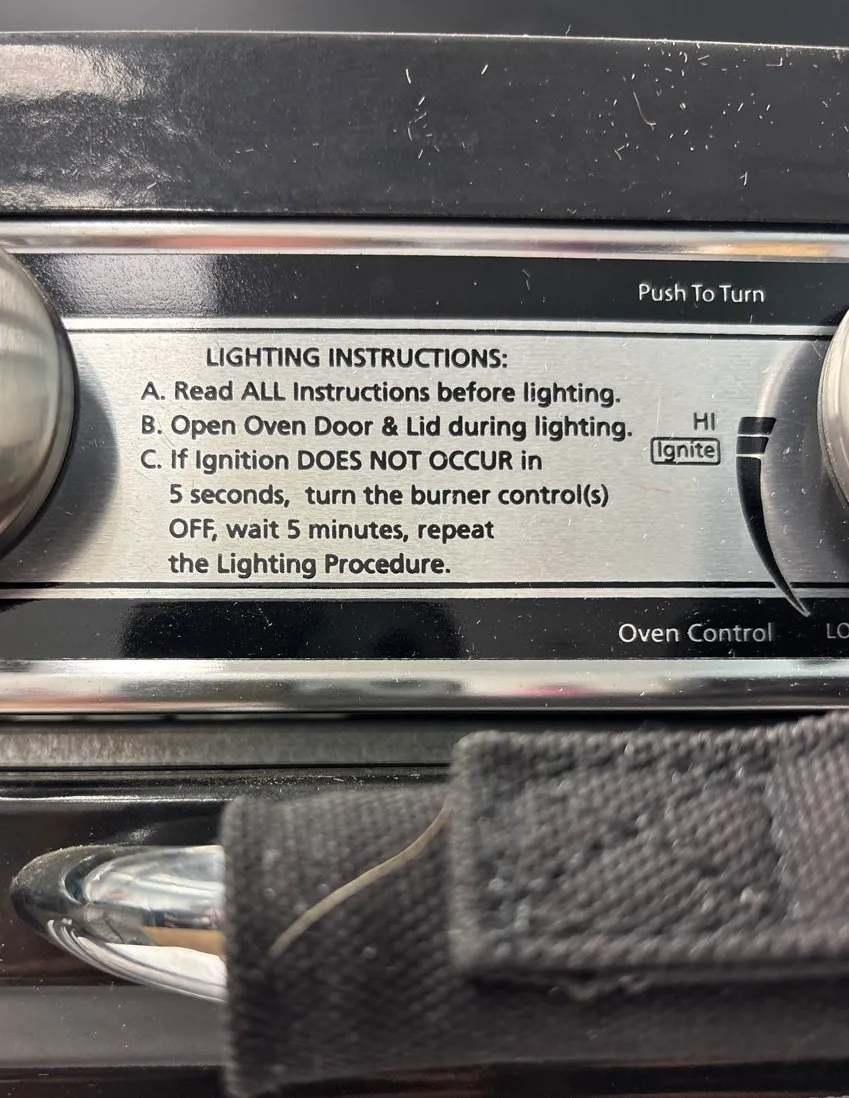 Push To Turn
LIGHTING INSTRUCTIONS:
A. Read ALL Instructions before lighting.
B. Open Oven Door & Lid during lighting.
C. If Ignition DOES NOT OCCUR in
5 seconds, turn the burner control(s)
OFF, wait 5 minutes, repeat
the Lighting Procedure.
HI
Ignite
Oven Control